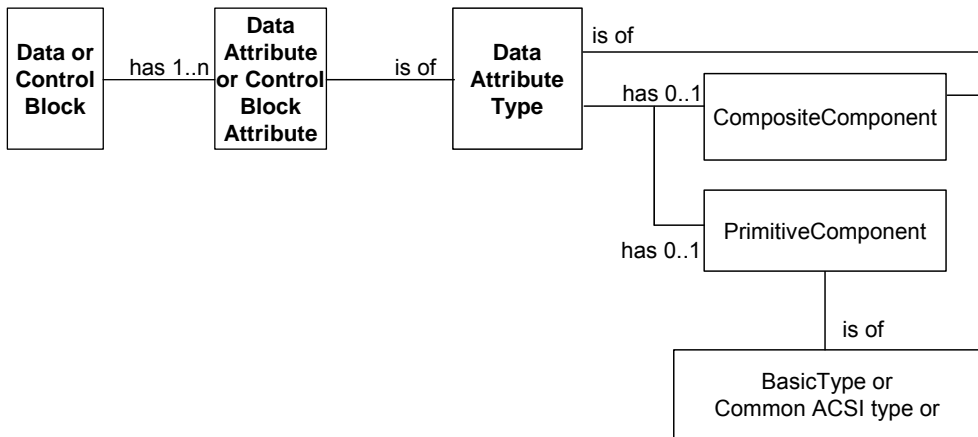 Data or
Control
Block
has 1..n
Data
Attribute
or Control
Block
Attribute
is of
Data
Attribute
Type
is of
has 0..1
CompositeComponent
has 0..1
PrimitiveComponent
is of
BasicType or
Common ACSI type or